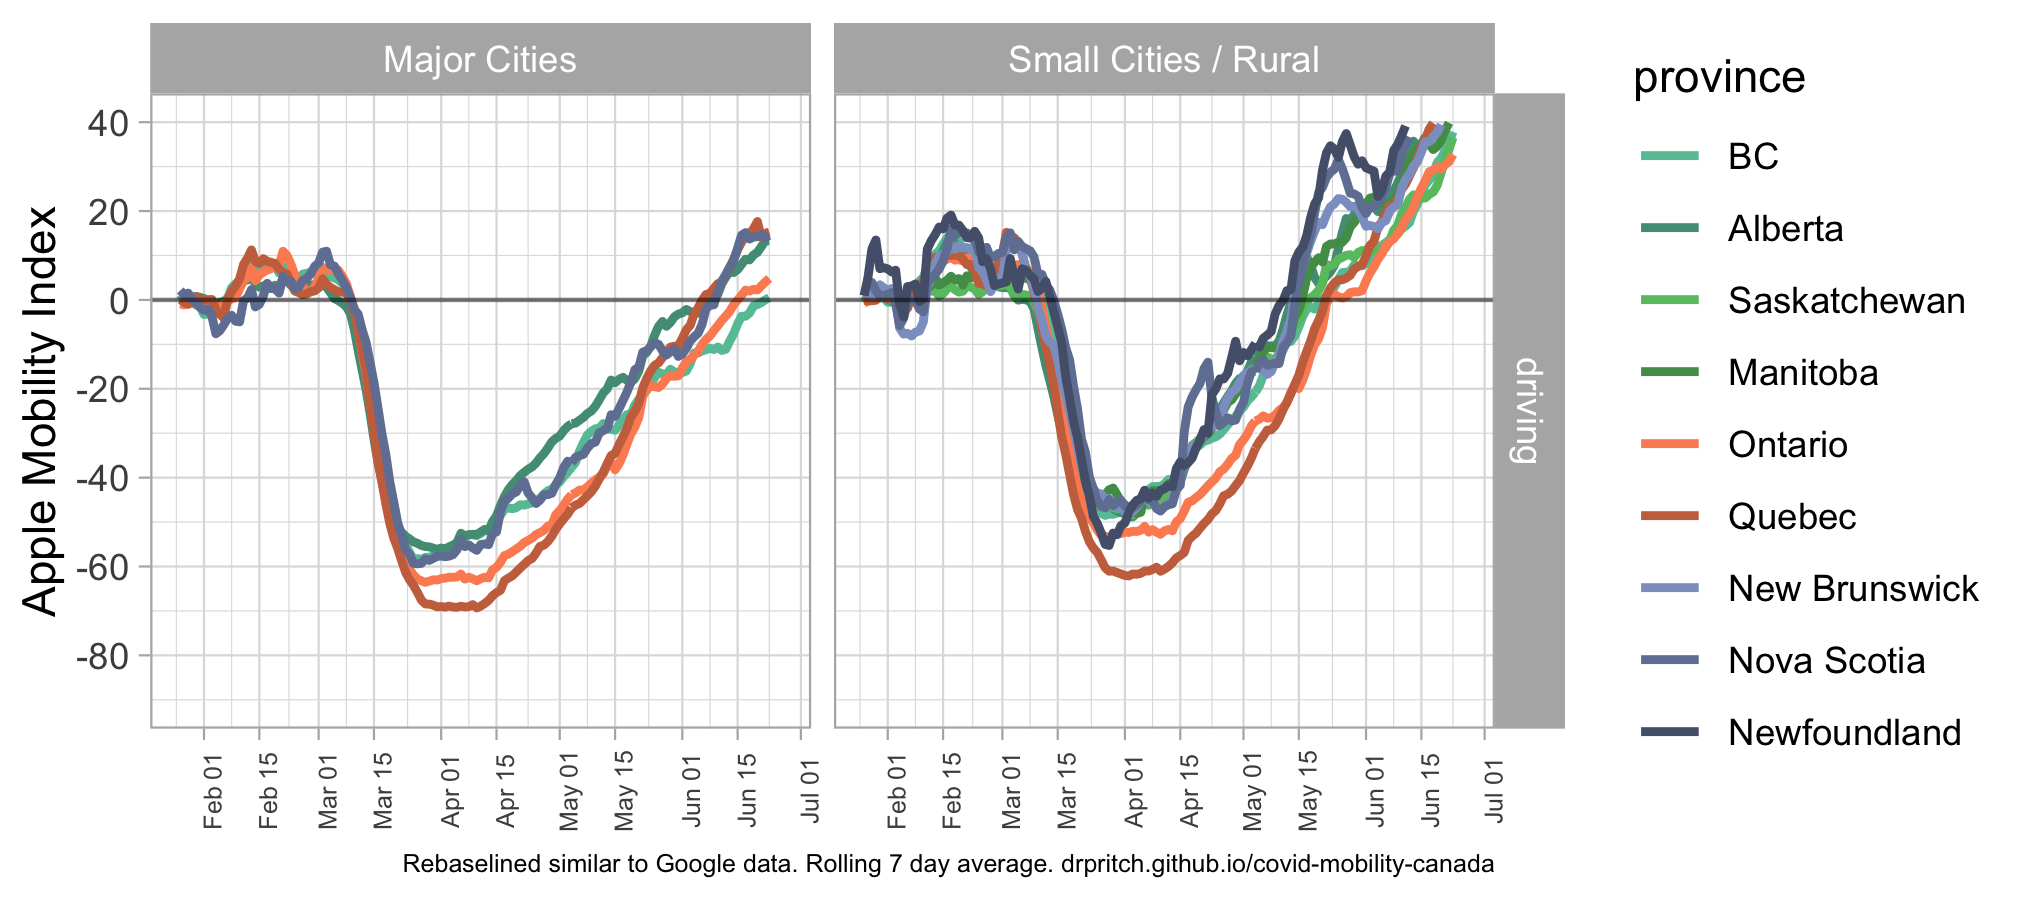 Major Cities
Small Cities / Rural
province
BC
Alberta
Saskatchewan
Manitoba
Ontario
Quebec
New Brunswick
Nova Scotia
Newfoundland
driving
Apple Mobility Index
40
20
0
-20
-40
-60
-80
Feb 01
Feb 15
Mar 01
Mar 15
Apr 01
Apr 15
May 01
May 15
Jun 01
Jun 15
Jul 01
Feb 01
Feb 15
Mar 01
Mar 15
Apr 01
Apr 15
May 01
May 15
Jun 01
Jun 15
Jul 01
Rebaselined similar to Google data. Rolling 7 day average. drpritch.github.io/covid-mobility-canada